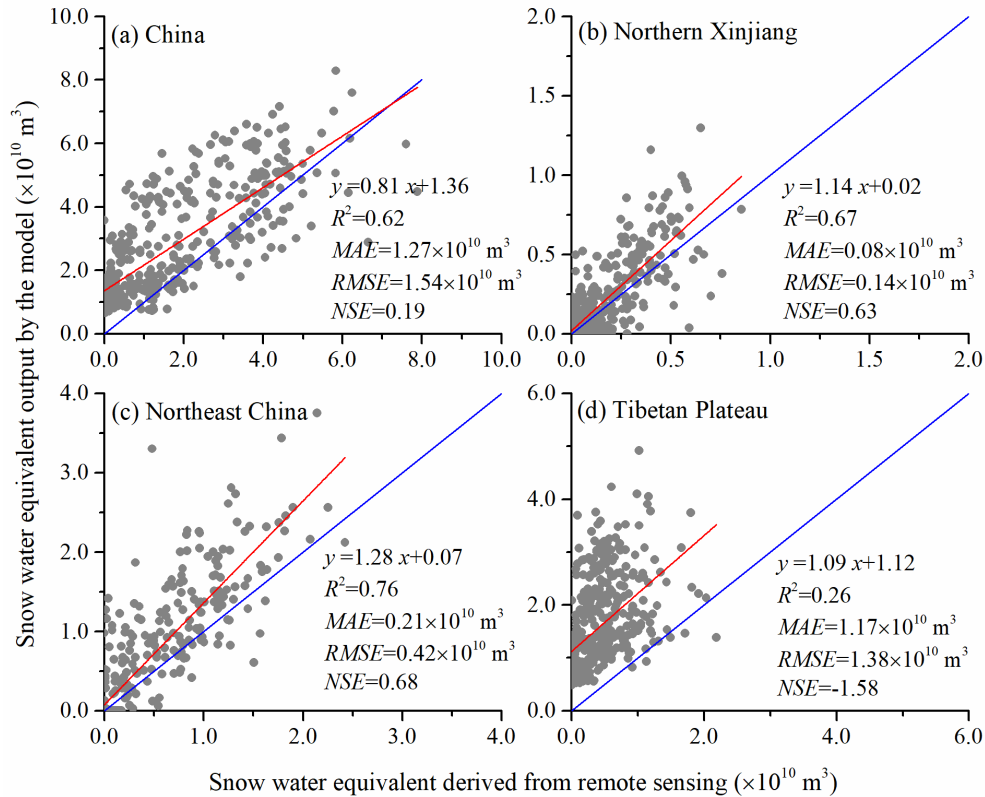 Snow water equivalent output by the model (×10¹⁰ m³)
(a) China
10.0
8.0
6.0
4.0
2.0
0.0
y=0.81 x+1.36
R²=0.62
MAE=1.27×10¹⁰ m³
RMSE=1.54×10¹⁰ m³
NSE=0.19
0.0 2.0 4.0 6.0 8.0 10.0
(b) Northern Xinjiang
2.0
1.5
1.0
0.5
0.0
y=1.14 x+0.02
R²=0.67
MAE=0.08×10¹⁰ m³
RMSE=0.14×10¹⁰ m³
NSE=0.63
0.0 0.5 1.0 1.5 2.0
(c) Northeast China
4.0
3.0
2.0
1.0
0.0
y=1.28 x+0.07
R²=0.76
MAE=0.21×10¹⁰ m³
RMSE=0.42×10¹⁰ m³
NSE=0.68
0.0 1.0 2.0 3.0 4.0
(d) Tibetan Plateau
6.0
4.0
2.0
0.0
y=1.09 x+1.12
R²=0.26
MAE=1.17×10¹⁰ m³
RMSE=1.38×10¹⁰ m³
NSE=-1.58
0.0 2.0 4.0 6.0
Snow water equivalent derived from remote sensing (×10¹⁰ m³)